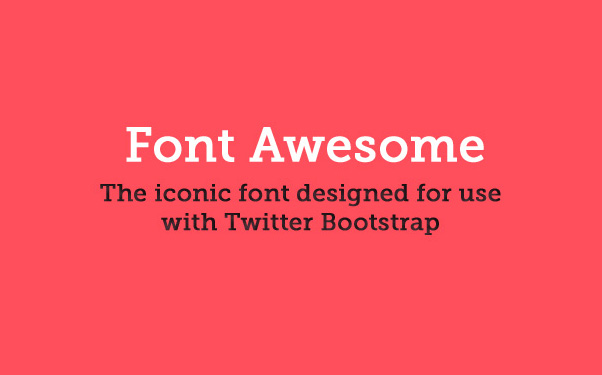 Font Awesome
The iconic font designed for use
with Twitter Bootstrap